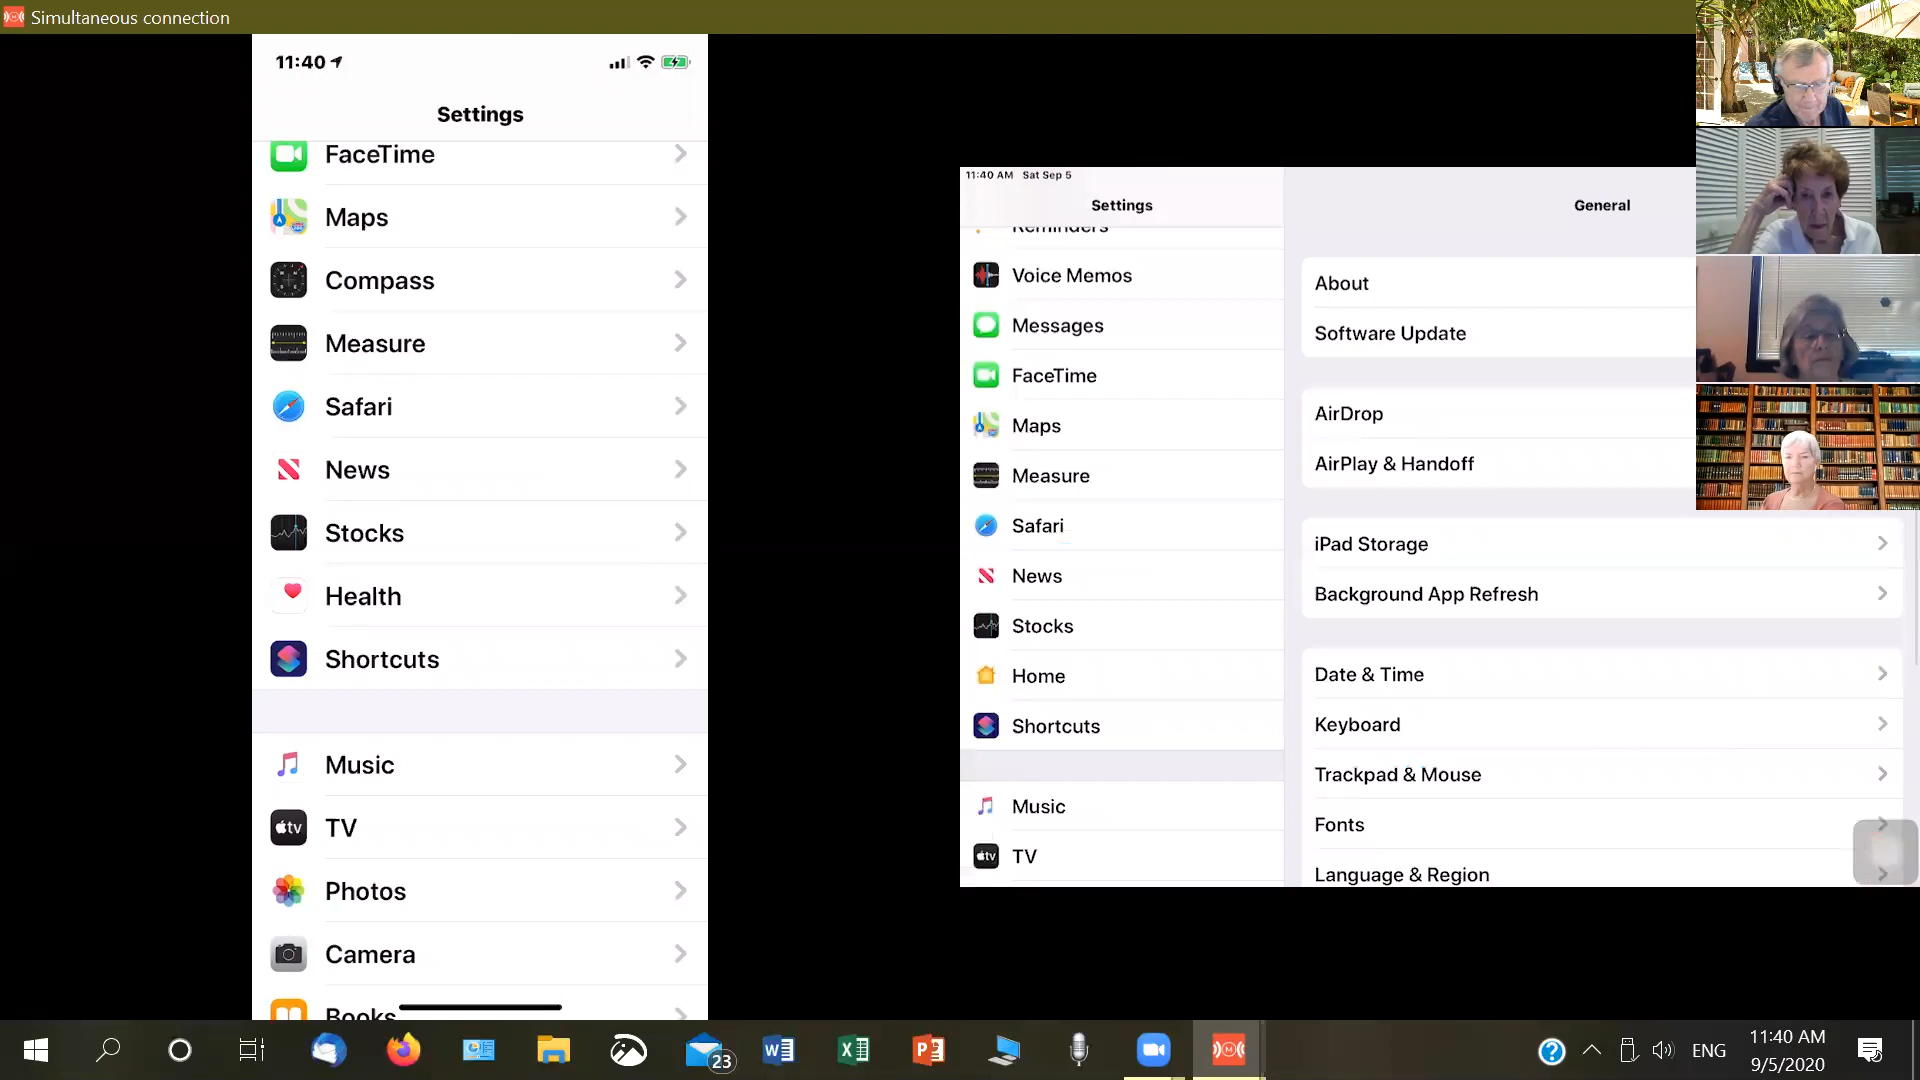 Simultaneous connection
11:40
Settings
FaceTime
Maps
Compass
Measure
Safari
News
Stocks
Health
Shortcuts
Music
TV
Photos
Camera
Books
11:40 AM Sat Sep 5
Settings
Reminders
Voice Memos
Messages
FaceTime
Maps
Measure
Safari
News
Stocks
Home
Shortcuts
Music
TV
General
About
Software Update
AirDrop
AirPlay & Handoff
iPad Storage
Background App Refresh
Date & Time
Keyboard
Trackpad & Mouse
Fonts
Language & Region
tv
tv
23
ENG
11:40 AM
9/5/2020